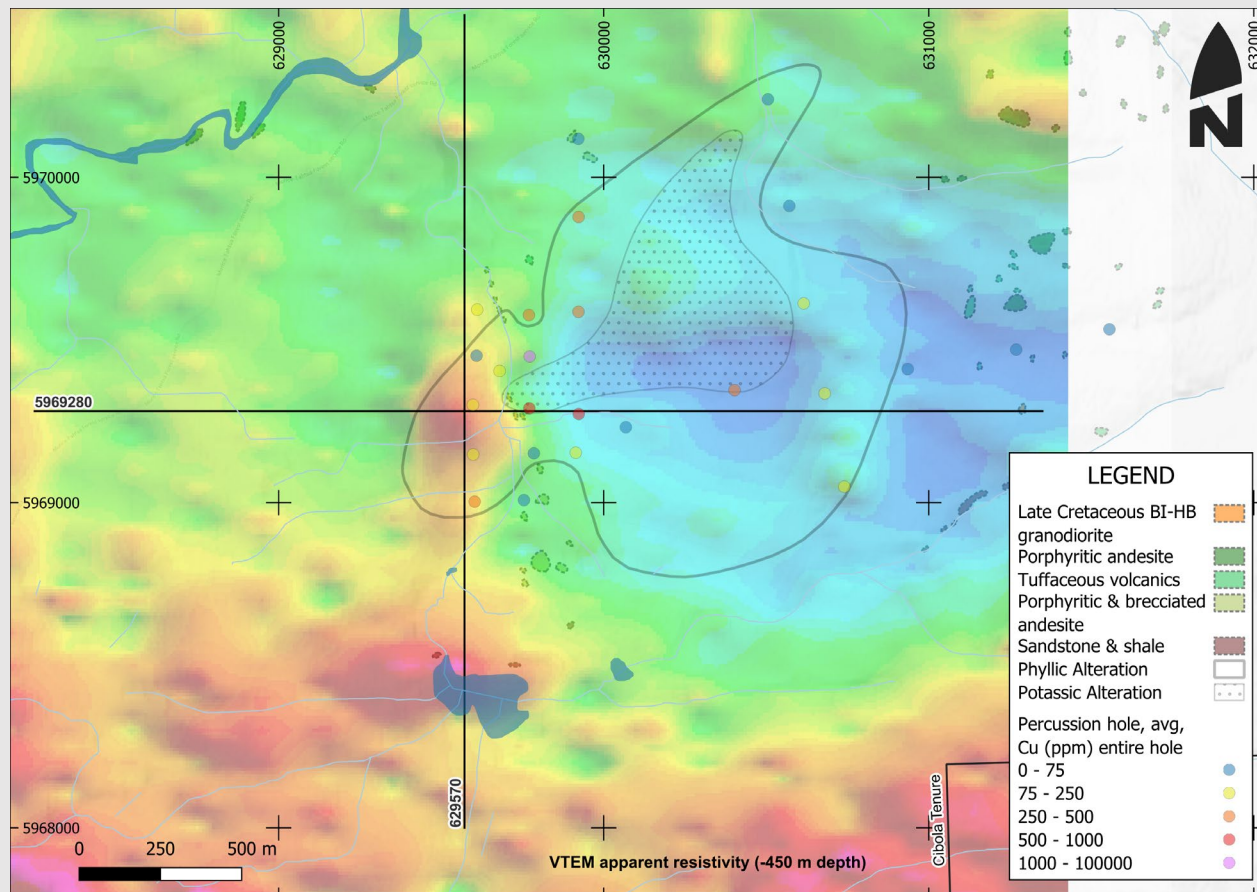 629000
630000
631000
632000
N
5970000
5969280
5969000
5968000
629570
LEGEND
Late Cretaceous BI-HB
granodiorite
Porphyritic andesite
Tuffaceous volcanics
Porphyritic & brecciated
andesite
Sandstone & shale
Phyllic Alteration
Potassic Alteration
Percussion hole, avg,
Cu (ppm) entire hole
0 - 75
75 - 250
250 - 500
500 - 1000
1000 - 100000
Cibola Tenure
0 250 500 m
VTEM apparent resistivity (-450 m depth)